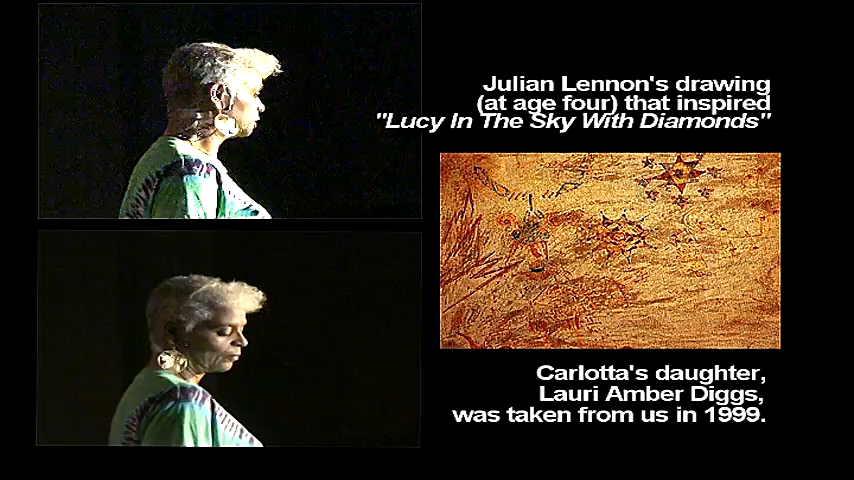 Julian Lennon's drawing
(at age four) that inspired
"Lucy In The Sky With Diamonds"
Carlotta's daughter,
Lauri Amber Diggs,
was taken from us in 1999.